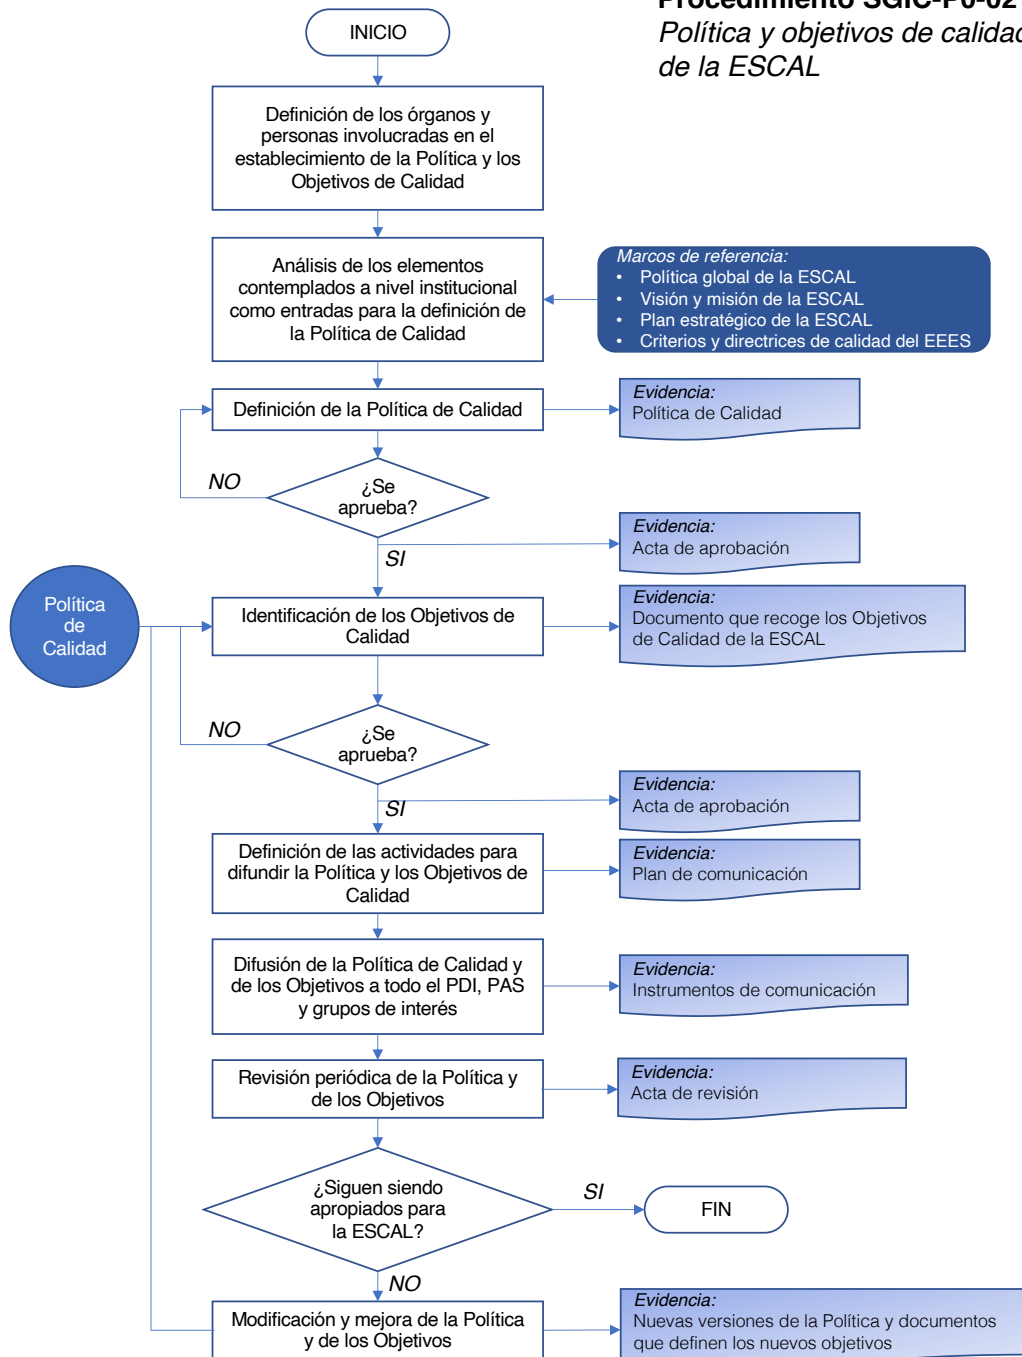 Procedimiento SGIC-P0-02
Política y objetivos de calidad
de la ESCAL
INICIO
Definición de los órganos y
personas involucradas en el
establecimiento de la Política y los
Objetivos de Calidad
Análisis de los elementos
contemplados a nivel institucional
como entradas para la definición de
la Política de Calidad
Marcos de referencia:
• Política global de la ESCAL
• Visión y misión de la ESCAL
• Plan estratégico de la ESCAL
• Criterios y directrices de calidad del EEES
Definición de la Política de Calidad
Evidencia:
Política de Calidad
NO
¿Se
aprueba?
SI
Evidencia:
Acta de aprobación
Política
de
Calidad
Identificación de los Objetivos de
Calidad
Evidencia:
Documento que recoge los Objetivos
de Calidad de la ESCAL
NO
¿Se
aprueba?
SI
Evidencia:
Acta de aprobación
Definición de las actividades para
difundir la Política y los Objetivos de
Calidad
Evidencia:
Plan de comunicación
Difusión de la Política de Calidad y
de los Objetivos a todo el PDI, PAS
y grupos de interés
Evidencia:
Instrumentos de comunicación
Revisión periódica de la Política y
de los Objetivos
Evidencia:
Acta de revisión
¿Siguen siendo
apropiados para
la ESCAL?
SI
FIN
NO
Modificación y mejora de la Política
y de los Objetivos
Evidencia:
Nuevas versiones de la Política y documentos
que definen los nuevos objetivos